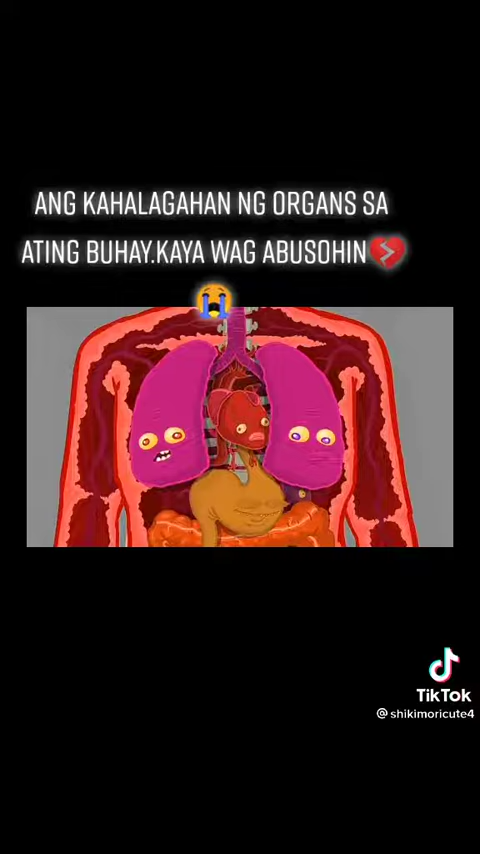 ANG KAHALAGAHAN NG ORGANS SA
ATING BUHAY.KAYA WAG ABUSOHIN💔
😭
TikTok
@shikimoricute4